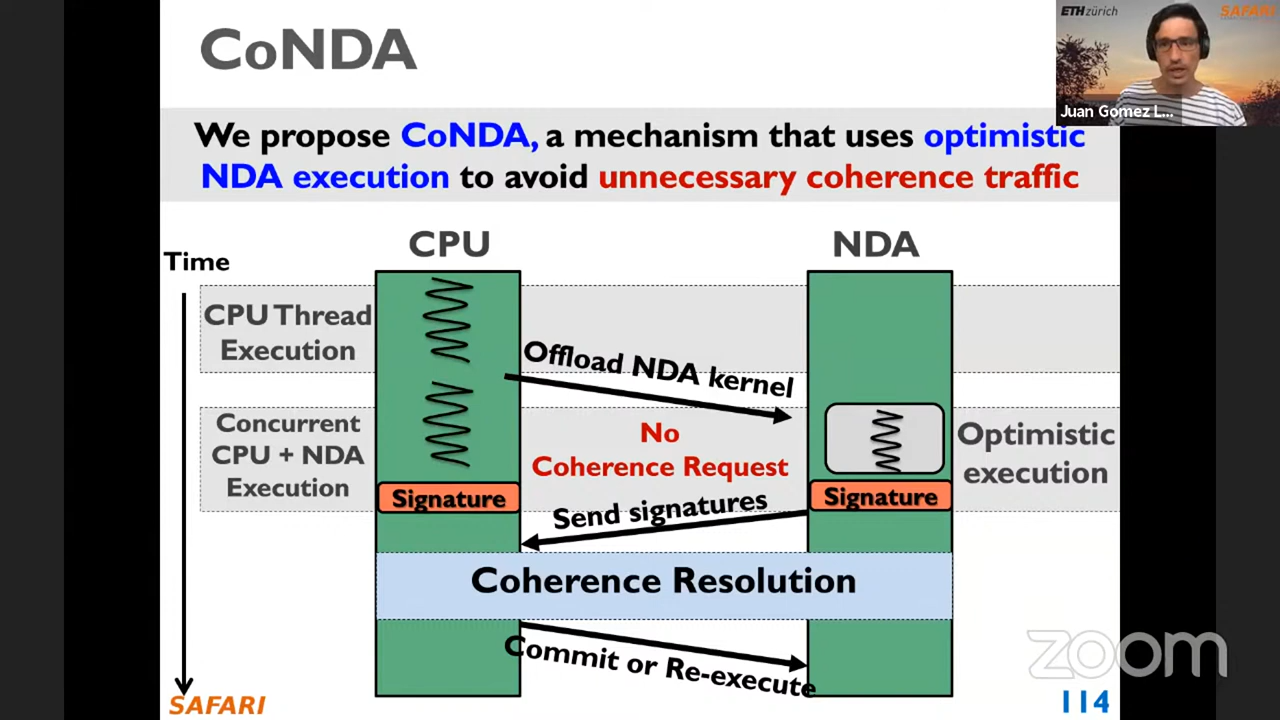 CoNDA
ETH zürich
SAFARI
Juan Gomez L...
We propose CoNDA, a mechanism that uses optimistic
NDA execution to avoid unnecessary coherence traffic
CPU
NDA
Time
CPU Thread
Execution
Offload NDA kernel
Concurrent
CPU + NDA
Execution
No
Coherence Request
Optimistic
execution
Signature
Signature
Send signatures
Coherence Resolution
Commit or Re-execute
zoom
SAFARI
114